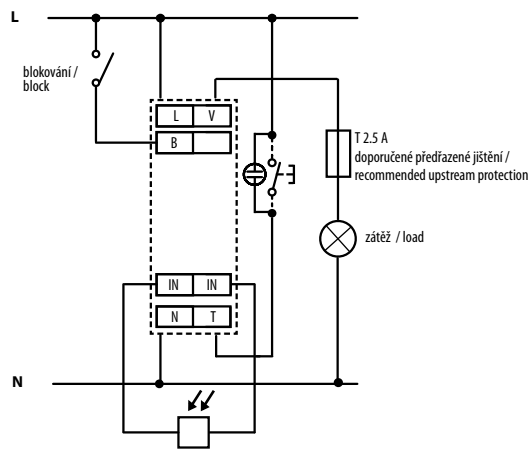 L
blokování /
block
L V
B
T 2.5 A
doporučené předřazené jištění /
recommended upstream protection
zátěž / load
IN IN
N T
N